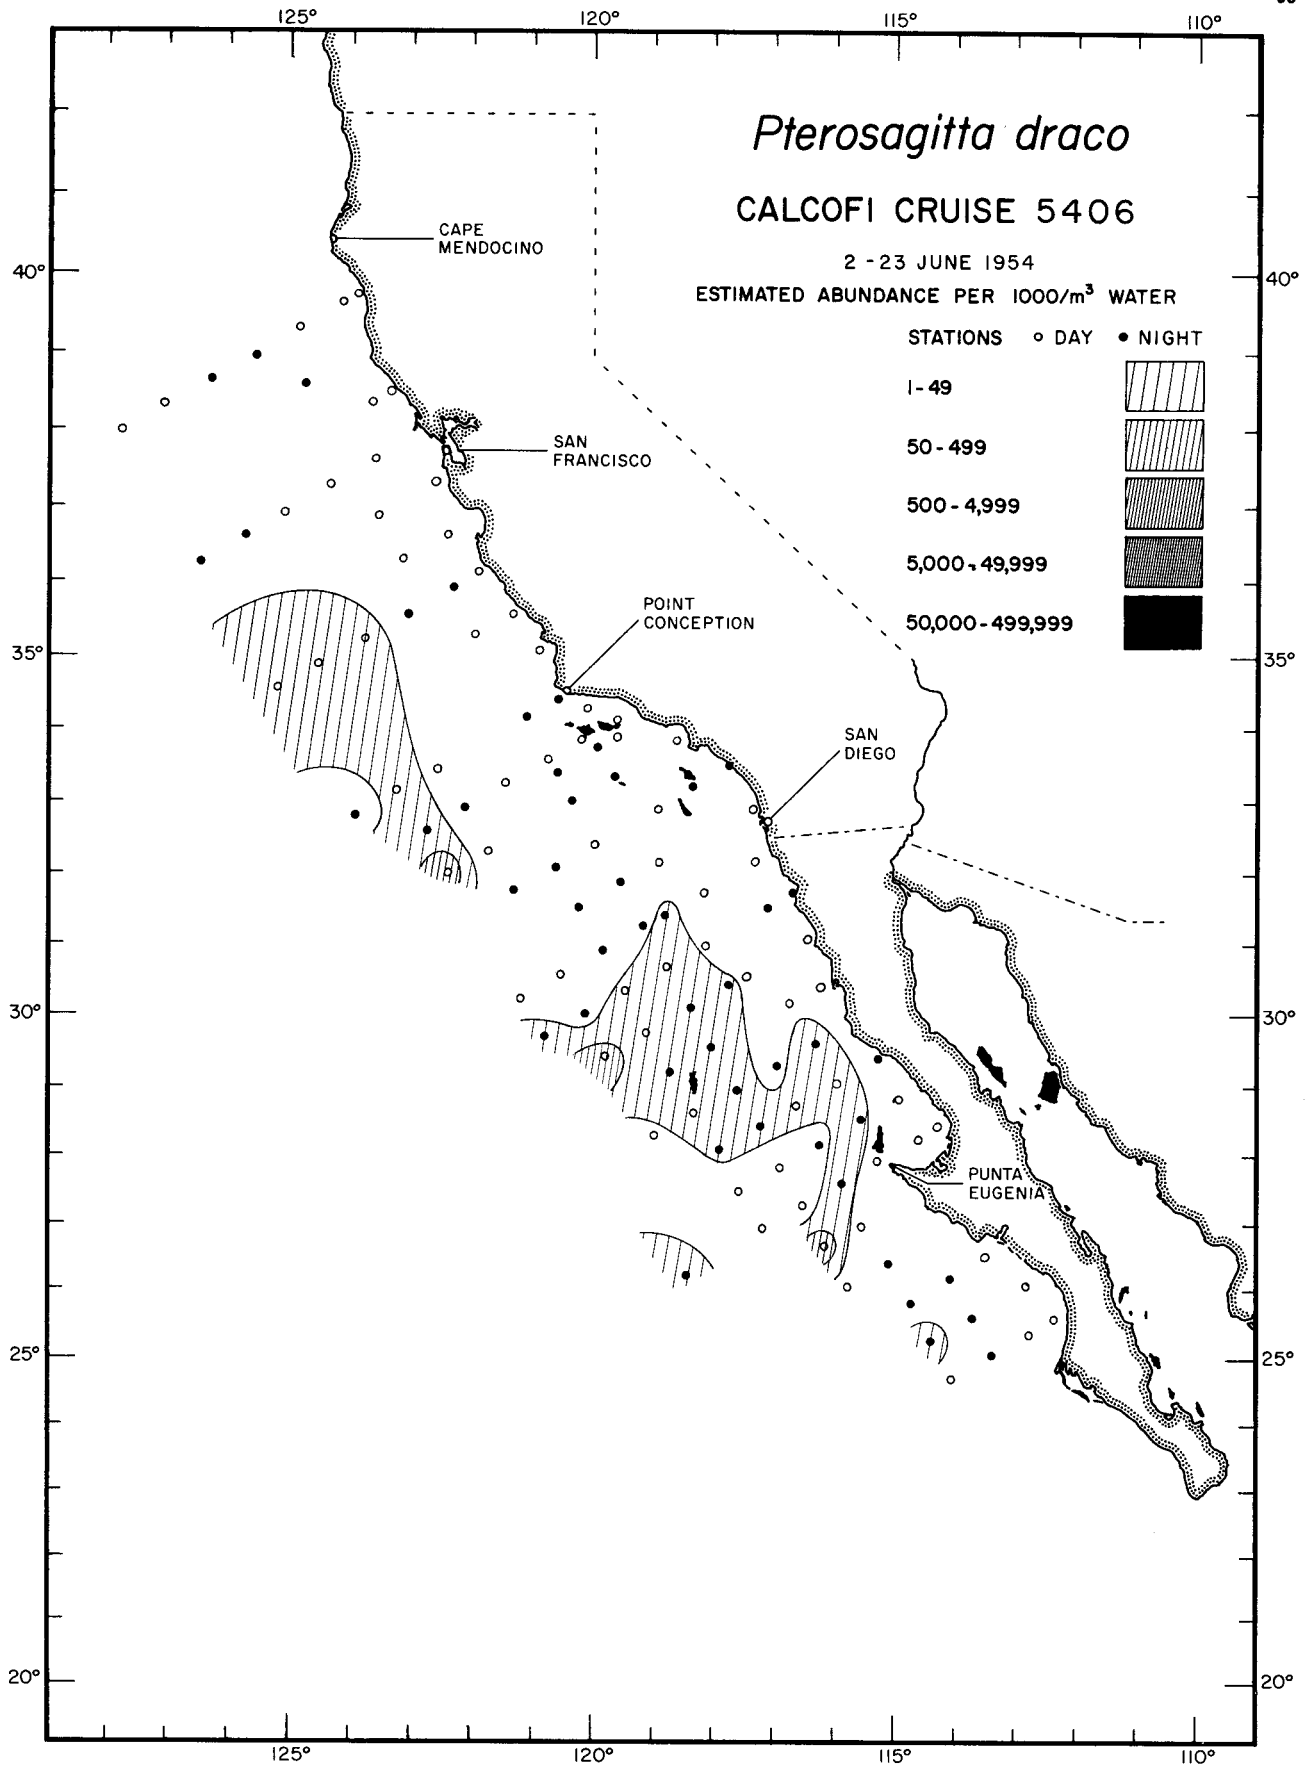 125° 120° 115° 110°
Pterosagitta draco
CALCOFI CRUISE 5406
2 - 23 JUNE 1954
ESTIMATED ABUNDANCE PER 1000/m³ WATER
STATIONS ○ DAY ● NIGHT
1 - 49
50 - 499
500 - 4,999
5,000 - 49,999
50,000 - 499,999
CAPE
MENDOCINO
40° 40°
SAN
FRANCISCO
POINT
CONCEPTION
35° 35°
SAN
DIEGO
30° 30°
PUNTA
EUGENIA
25° 25°
20° 20°
125° 120° 115° 110°